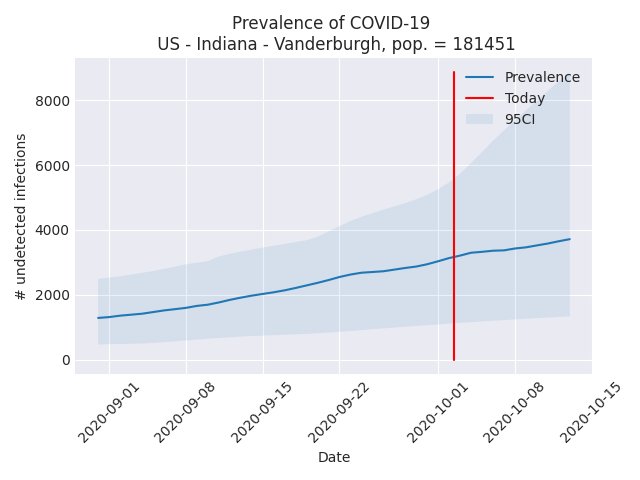 Prevalence of COVID-19
US - Indiana - Vanderburgh, pop. = 181451
Prevalence
Today
95CI
8000
6000
4000
2000
0
# undetected infections
2020-09-01
2020-09-08
2020-09-15
2020-09-22
2020-10-01
2020-10-08
2020-10-15
Date